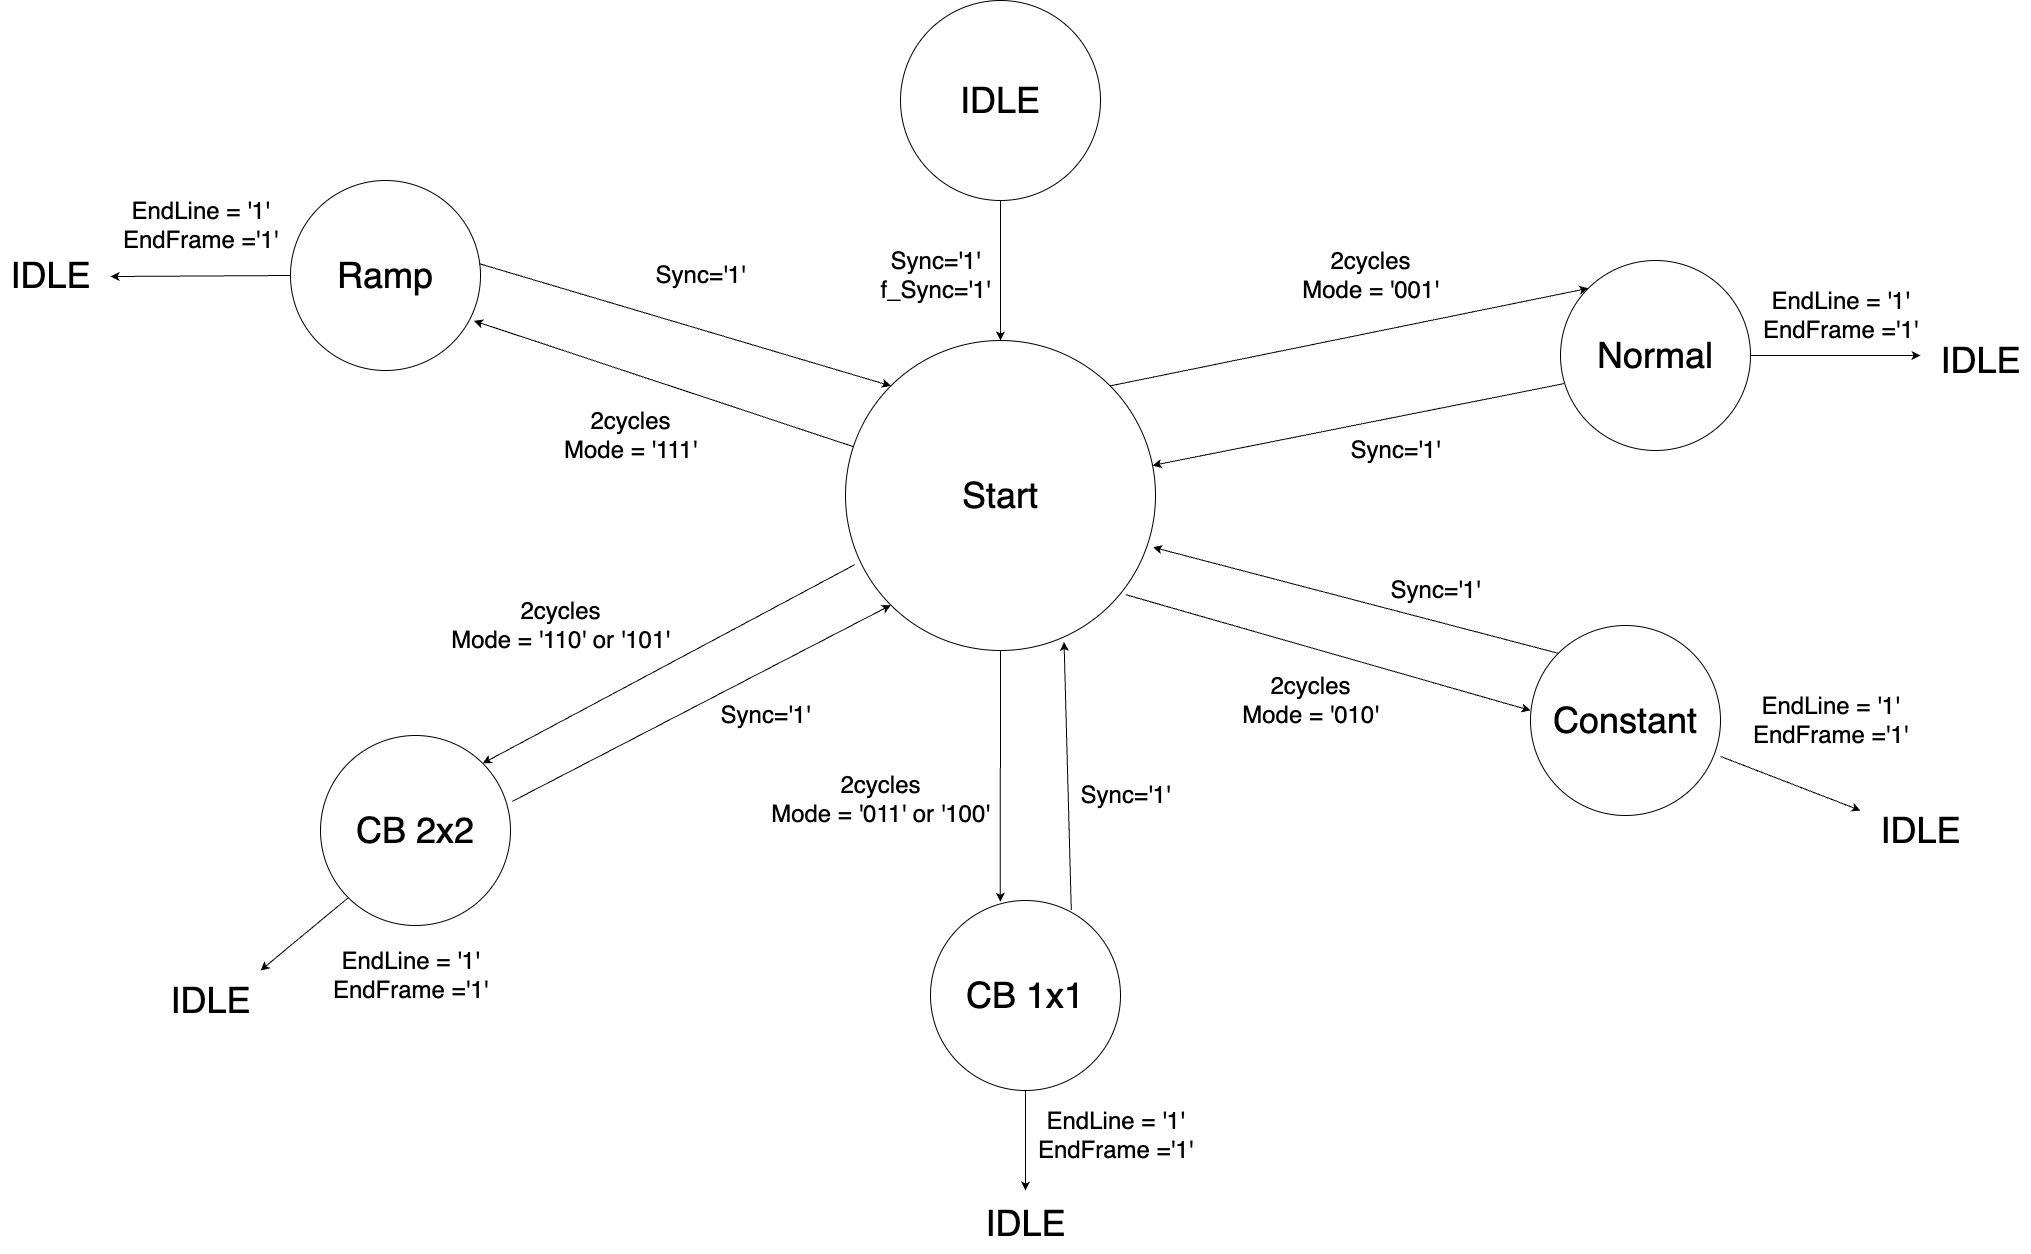 IDLE
EndLine = '1'
EndFrame ='1'
IDLE
Ramp
Sync='1'
Sync='1'
f_Sync='1'
2cycles
Mode = '001'
Normal
EndLine = '1'
EndFrame ='1'
IDLE
2cycles
Mode = '111'
Sync='1'
Start
Sync='1'
2cycles
Mode = '110' or '101'
Sync='1'
2cycles
Mode = '010'
Constant
EndLine = '1'
EndFrame ='1'
IDLE
2cycles
Mode = '011' or '100'
Sync='1'
CB 2x2
EndLine = '1'
EndFrame ='1'
IDLE
CB 1x1
EndLine = '1'
EndFrame ='1'
IDLE